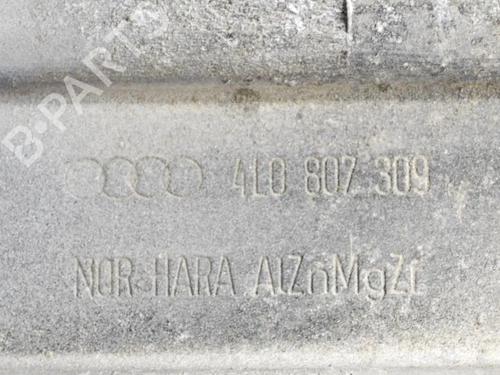 B-PARTS
4L0 807 309
NOR-HARA AlZnMgZr